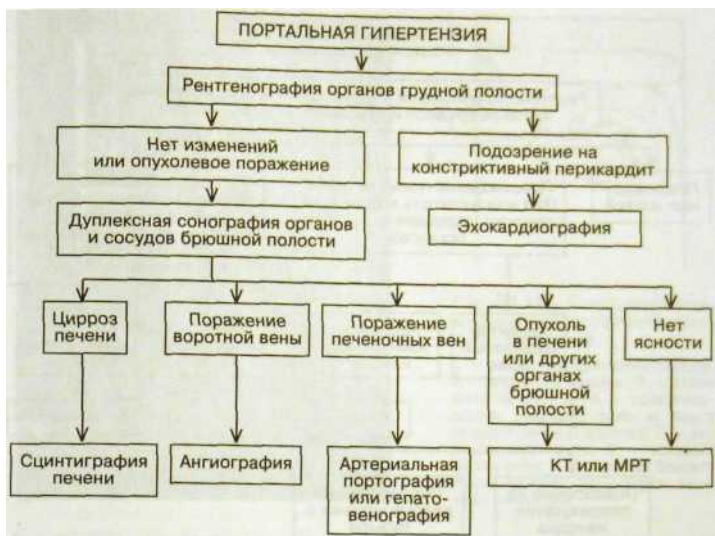 ПОРТАЛЬНАЯ ГИПЕРТЕНЗИЯ
Рентгенография органов грудной полости
Нет изменений
или опухолевое поражение
Подозрение на
констриктивный перикардит
Дуплексная сонография органов
и сосудов брюшной полости
Эхокардиография
Цирроз
печени
Поражение
воротной вены
Поражение
печеночных вен
Опухоль
в печени
или других
органах
брюшной
полости
Нет
ясности
Сцинтиграфия
печени
Ангиография
Артериальная
портография
или гепато-
венография
КТ или МРТ